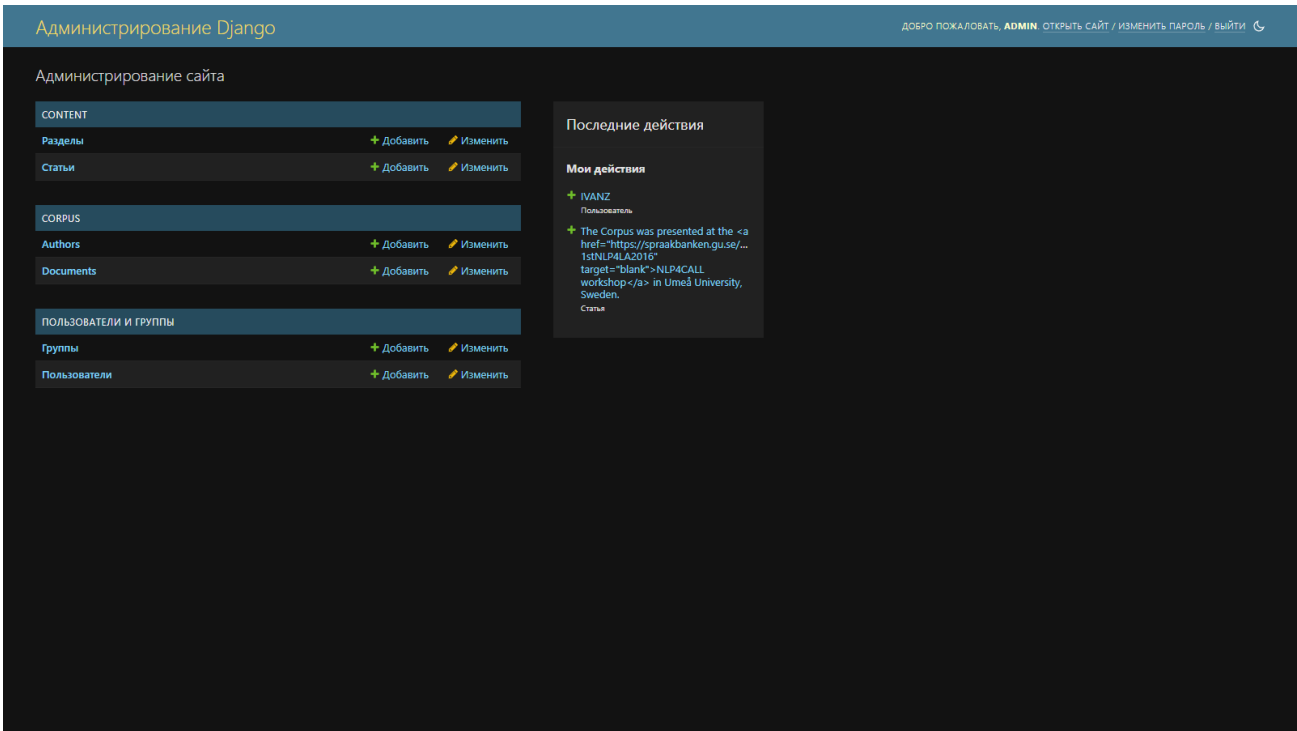 Администрирование Django
ДОБРО ПОЖАЛОВАТЬ, ADMIN. ОТКРЫТЬ САЙТ / ИЗМЕНИТЬ ПАРОЛЬ / ВЫЙТИ
Администрирование сайта
CONTENT
Разделы Добавить Изменить
Статьи Добавить Изменить
CORPUS
Authors Добавить Изменить
Documents Добавить Изменить
ПОЛЬЗОВАТЕЛИ И ГРУППЫ
Группы Добавить Изменить
Пользователи Добавить Изменить
Последние действия
Мои действия
IVANZ
Пользователь
The Corpus was presented at the <a
href="https://spraakbanken.gu.se/…
1stNLP4LA2016"
target="blank">NLP4CALL
workshop</a> in Umeå University,
Sweden.
Статья